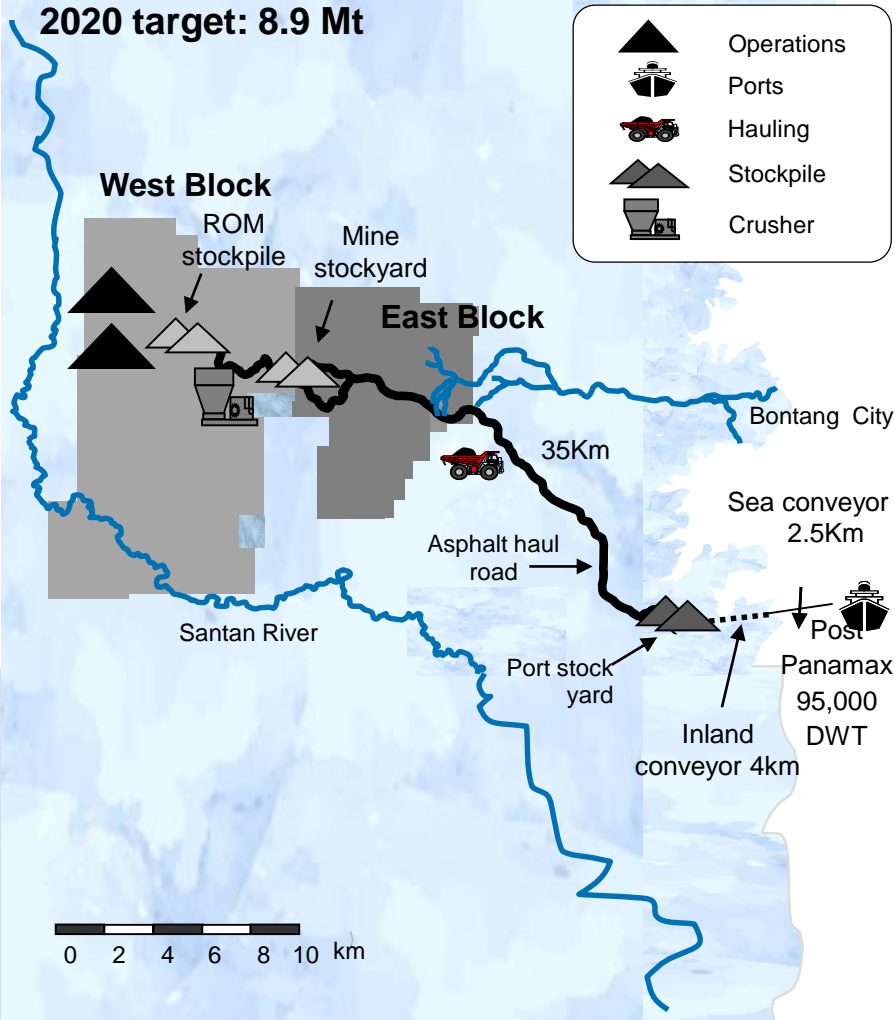 2020 target: 8.9 Mt
Operations
Ports
Hauling
Stockpile
Crusher
West Block
ROM
stockpile
Mine
stockyard
East Block
Bontang City
35Km
Sea conveyor
2.5Km
Asphalt haul
road
Santan River
Port stock
yard
Post
Panamax
95,000
DWT
Inland
conveyor 4km
0 2 4 6 8 10 km